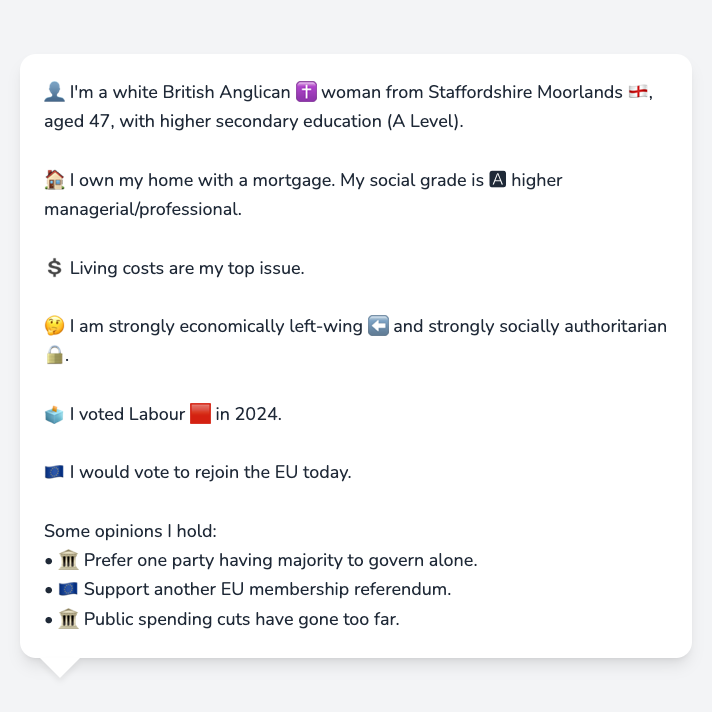 👤 I'm a white British Anglican ✝️ woman from Staffordshire Moorlands 🏴󠁧󠁢󠁥󠁮󠁧󠁿,
aged 47, with higher secondary education (A Level).
🏠 I own my home with a mortgage. My social grade is 🅰 higher
managerial/professional.
💲 Living costs are my top issue.
🤔 I am strongly economically left-wing ⬅️ and strongly socially authoritarian
🔒.
🗳️ I voted Labour 🟥 in 2024.
🇪🇺 I would vote to rejoin the EU today.
Some opinions I hold:
• 🏛️ Prefer one party having majority to govern alone.
• 🇪🇺 Support another EU membership referendum.
• 🏛️ Public spending cuts have gone too far.